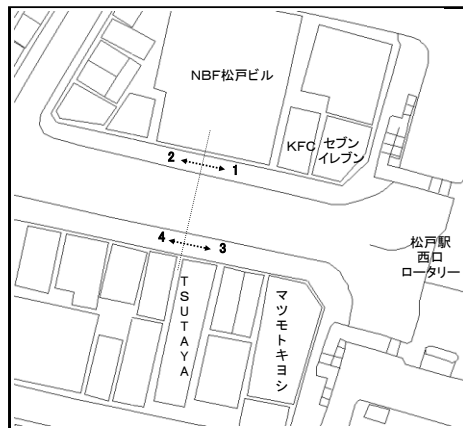 NBF松戸ビル
KFC
セブン
イレブン
2
1
4
3
松戸駅
西口
ロータリー
TSUTAYA
マツモトキヨシ